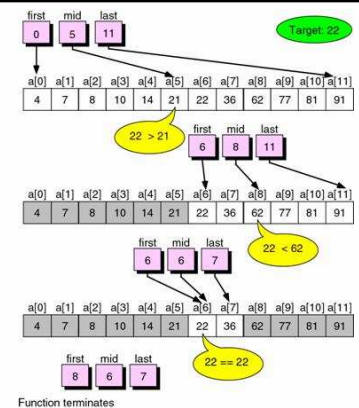 first mid last
0 5 11
Target: 22
a[0] a[1] a[2] a[3] a[4] a[5] a[6] a[7] a[8] a[9] a[10] a[11]
4 7 8 10 14 21 22 36 62 77 81 91
22 > 21
first mid last
6 8 11
a[0] a[1] a[2] a[3] a[4] a[5] a[6] a[7] a[8] a[9] a[10] a[11]
4 7 8 10 14 21 22 36 62 77 81 91
22 < 62
first mid last
6 6 7
a[0] a[1] a[2] a[3] a[4] a[5] a[6] a[7] a[8] a[9] a[10] a[11]
4 7 8 10 14 21 22 36 62 77 81 91
22 == 22
first mid last
8 6 7
Function terminates